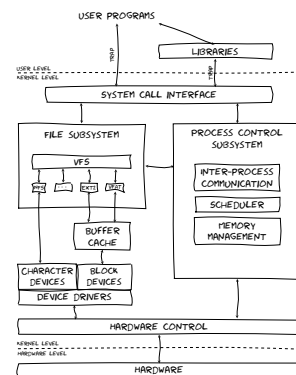 USER PROGRAMS
TRAP
LIBRARIES
USER LEVEL
KERNEL LEVEL
TRAP
SYSTEM CALL INTERFACE
FILE SUBSYSTEM
VFS
EXT2
VFAT
BUFFER
CACHE
CHARACTER
DEVICES
BLOCK
DEVICES
DEVICE DRIVERS
PROCESS CONTROL
SUBSYSTEM
INTER-PROCESS
COMMUNICATION
SCHEDULER
MEMORY
MANAGEMENT
HARDWARE CONTROL
KERNEL LEVEL
HARDWARE LEVEL
HARDWARE